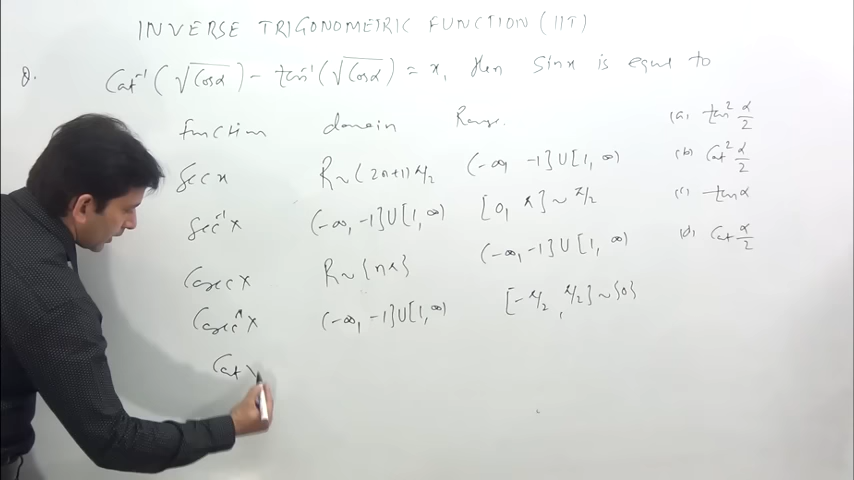 INVERSE TRIGONOMETRIC FUNCTION (IIT)
Q. Cot⁻¹(√Cosα) – tan⁻¹(√Cosα) = x, then Sinx is equal to
Function domain Range.
(a) tan² α/2
Sec x R~(2n+1)π/2 (-∞, -1]U[1, ∞)
(b) Cot² α/2
Sec⁻¹x (-∞, -1]U[1, ∞) [0, π]~π/2
(c) tanα
Cosec x R~{nπ} (-∞, -1]U[1, ∞)
(d) Cot α/2
Cosec⁻¹x (-∞, -1]U[1, ∞) [-π/2, π/2]~{0}
Cot